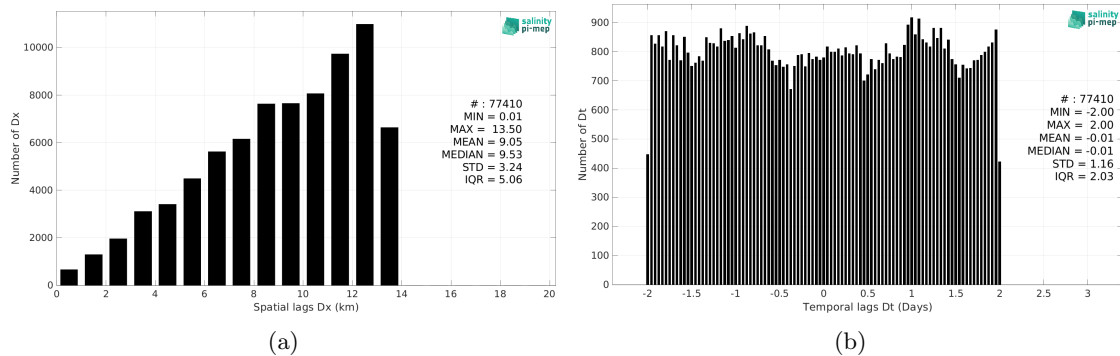 salinity
pi-mep
10000
8000
6000
4000
2000
0
Number of Dx
# : 77410
MIN = 0.01
MAX = 13.50
MEAN = 9.05
MEDIAN = 9.53
STD = 3.24
IQR = 5.06
0 2 4 6 8 10 12 14 16 18 20
Spatial lags Dx (km)
(a)
salinity
pi-mep
900
800
700
600
500
400
300
200
100
0
Number of Dt
# : 77410
MIN = -2.00
MAX = 2.00
MEAN = -0.01
MEDIAN = -0.01
STD = 1.16
IQR = 2.03
-2 -1.5 -1 -0.5 0 0.5 1 1.5 2 2.5 3
Temporal lags Dt (Days)
(b)